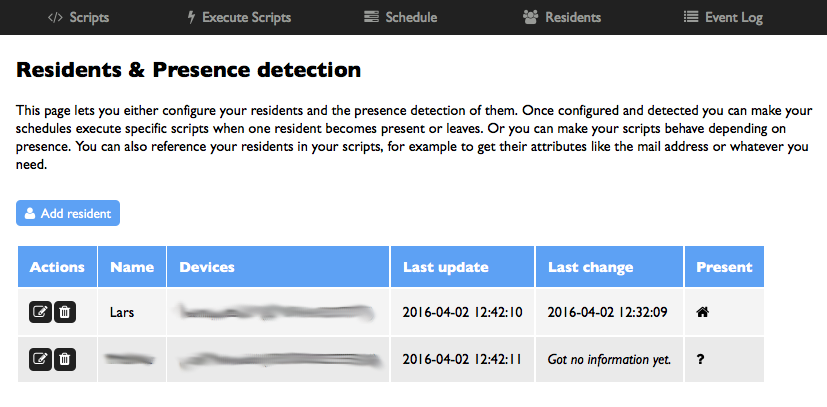 Scripts Execute Scripts Schedule Residents Event Log
Residents & Presence detection
This page lets you either configure your residents and the presence detection of them. Once configured and detected you can make your
schedules execute specific scripts when one resident becomes present or leaves. Or you can make your scripts behave depending on
presence. You can also reference your residents in your scripts, for example to get their attributes like the mail address or whatever you
need.
Add resident
Actions Name Devices Last update Last change Present
Lars 2016-04-02 12:42:10 2016-04-02 12:32:09
2016-04-02 12:42:11 Got no information yet. ?